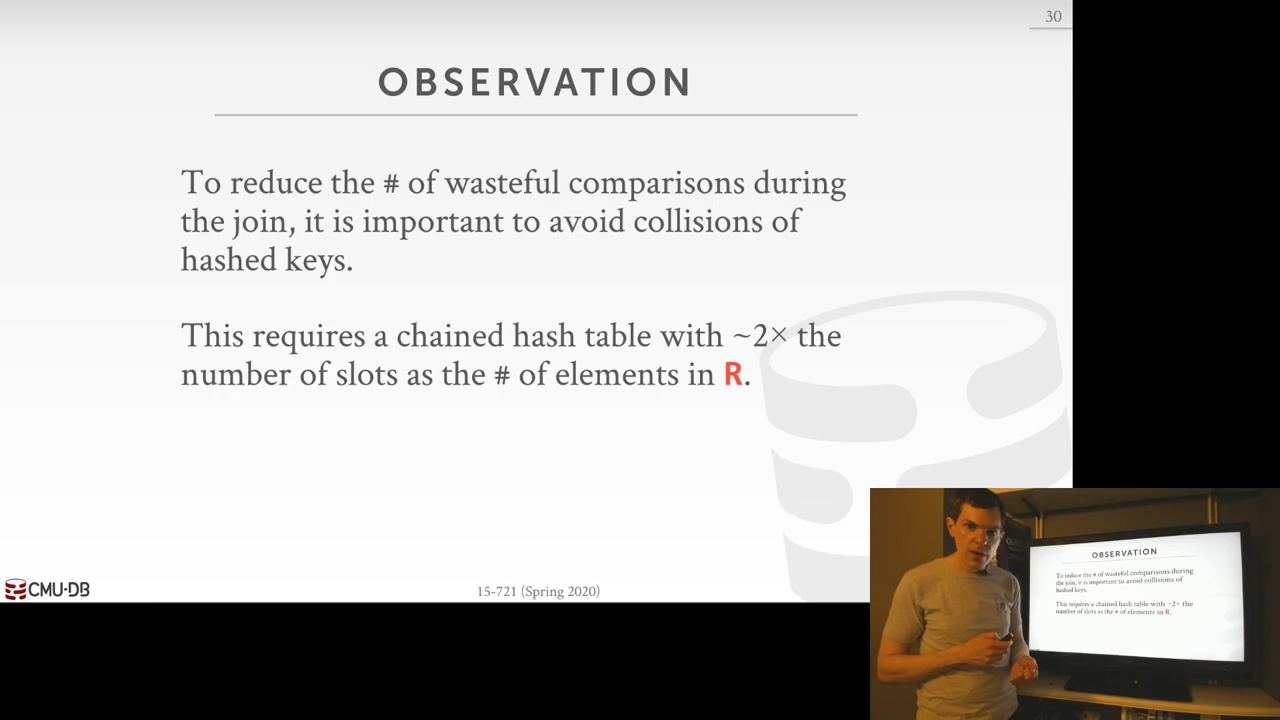 30
OBSERVATION
To reduce the # of wasteful comparisons during
the join, it is important to avoid collisions of
hashed keys.
This requires a chained hash table with ~2× the
number of slots as the # of elements in R.
CMU·DB
15-721 (Spring 2020)
OBSERVATION
To reduce the # of wasteful comparisons during
the join, it is important to avoid collisions of
hashed keys.
This requires a chained hash table with ~2× the
number of slots as the # of elements in R.